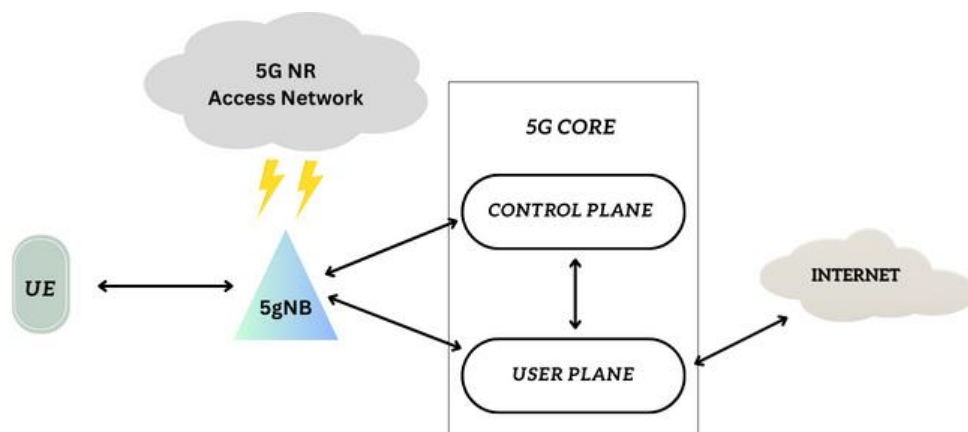 5G NR
Access Network
5G CORE
CONTROL PLANE
UE
5gNB
INTERNET
USER PLANE